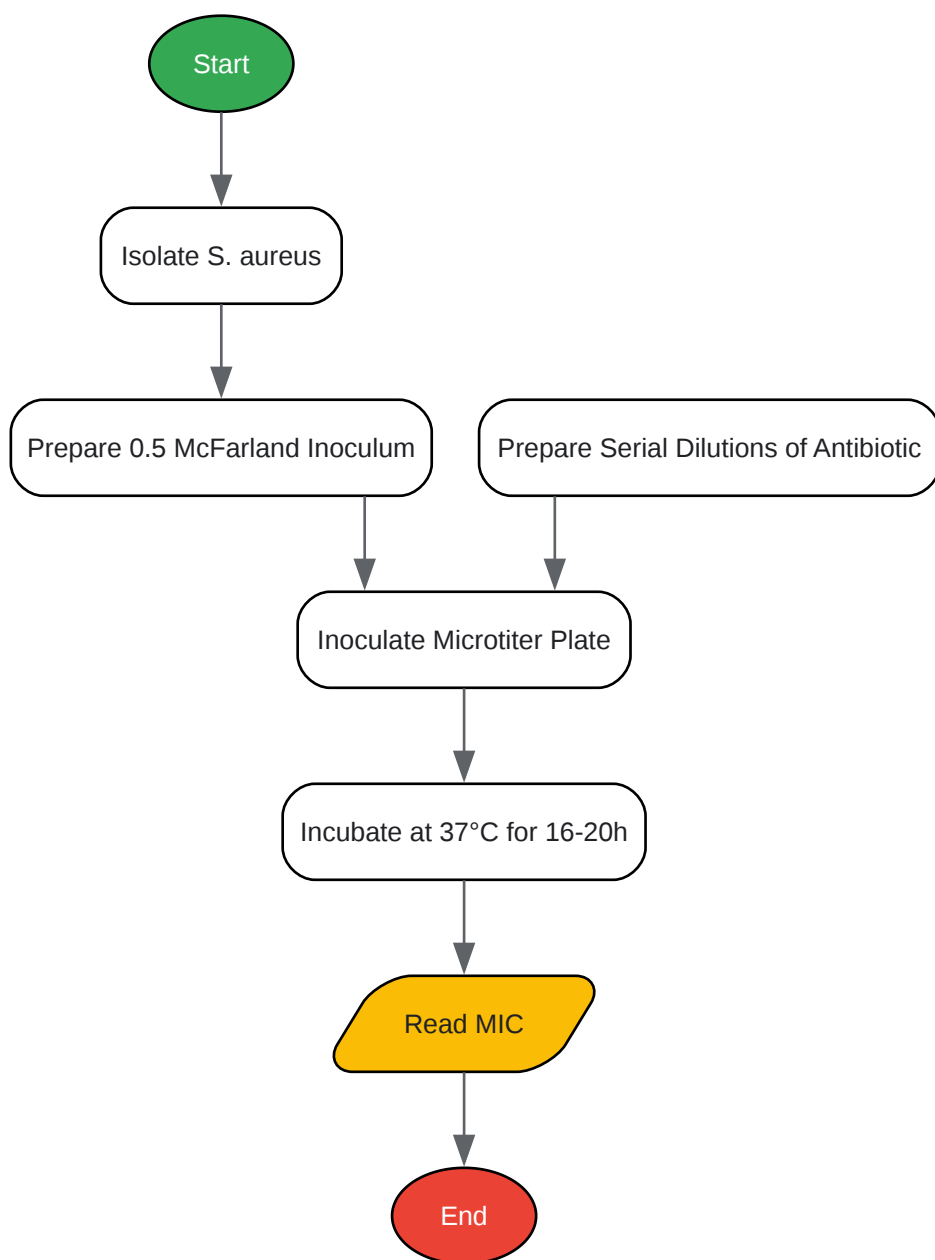 Start
Isolate S. aureus
Prepare 0.5 McFarland Inoculum
Prepare Serial Dilutions of Antibiotic
Inoculate Microtiter Plate
Incubate at 37°C for 16-20h
Read MIC
End